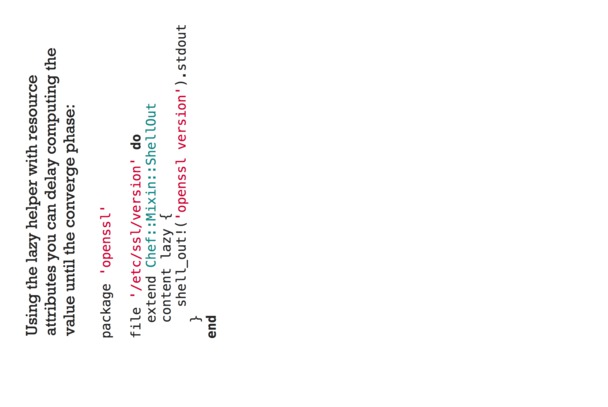 Using the lazy helper with resource
attributes you can delay computing the
value until the converge phase:
package 'openssl'
file '/etc/ssl/version' do
extend Chef::Mixin::ShellOut
content lazy {
shell_out!('openssl version').stdout
}
end